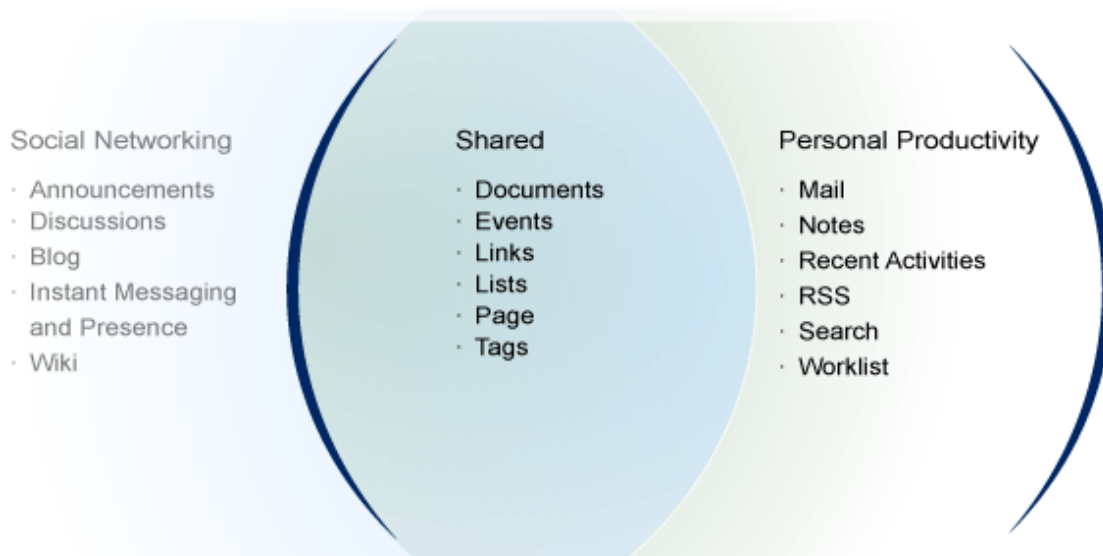 Social Networking
· Announcements
· Discussions
· Blog
· Instant Messaging
and Presence
· Wiki
Shared
· Documents
· Events
· Links
· Lists
· Page
· Tags
Personal Productivity
· Mail
· Notes
· Recent Activities
· RSS
· Search
· Worklist